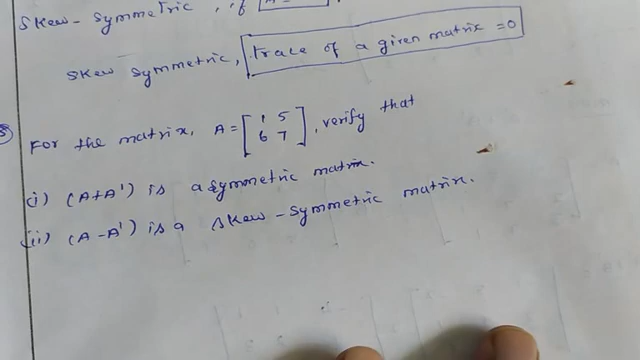 Skew-Symmetric, if
Skew Symmetric, trace of a given matrix = 0
For the matrix, A = [1 5
6 7], verify that
(i) (A+A') is a symmetric matrix.
(ii) (A-A') is a skew-symmetric matrix.